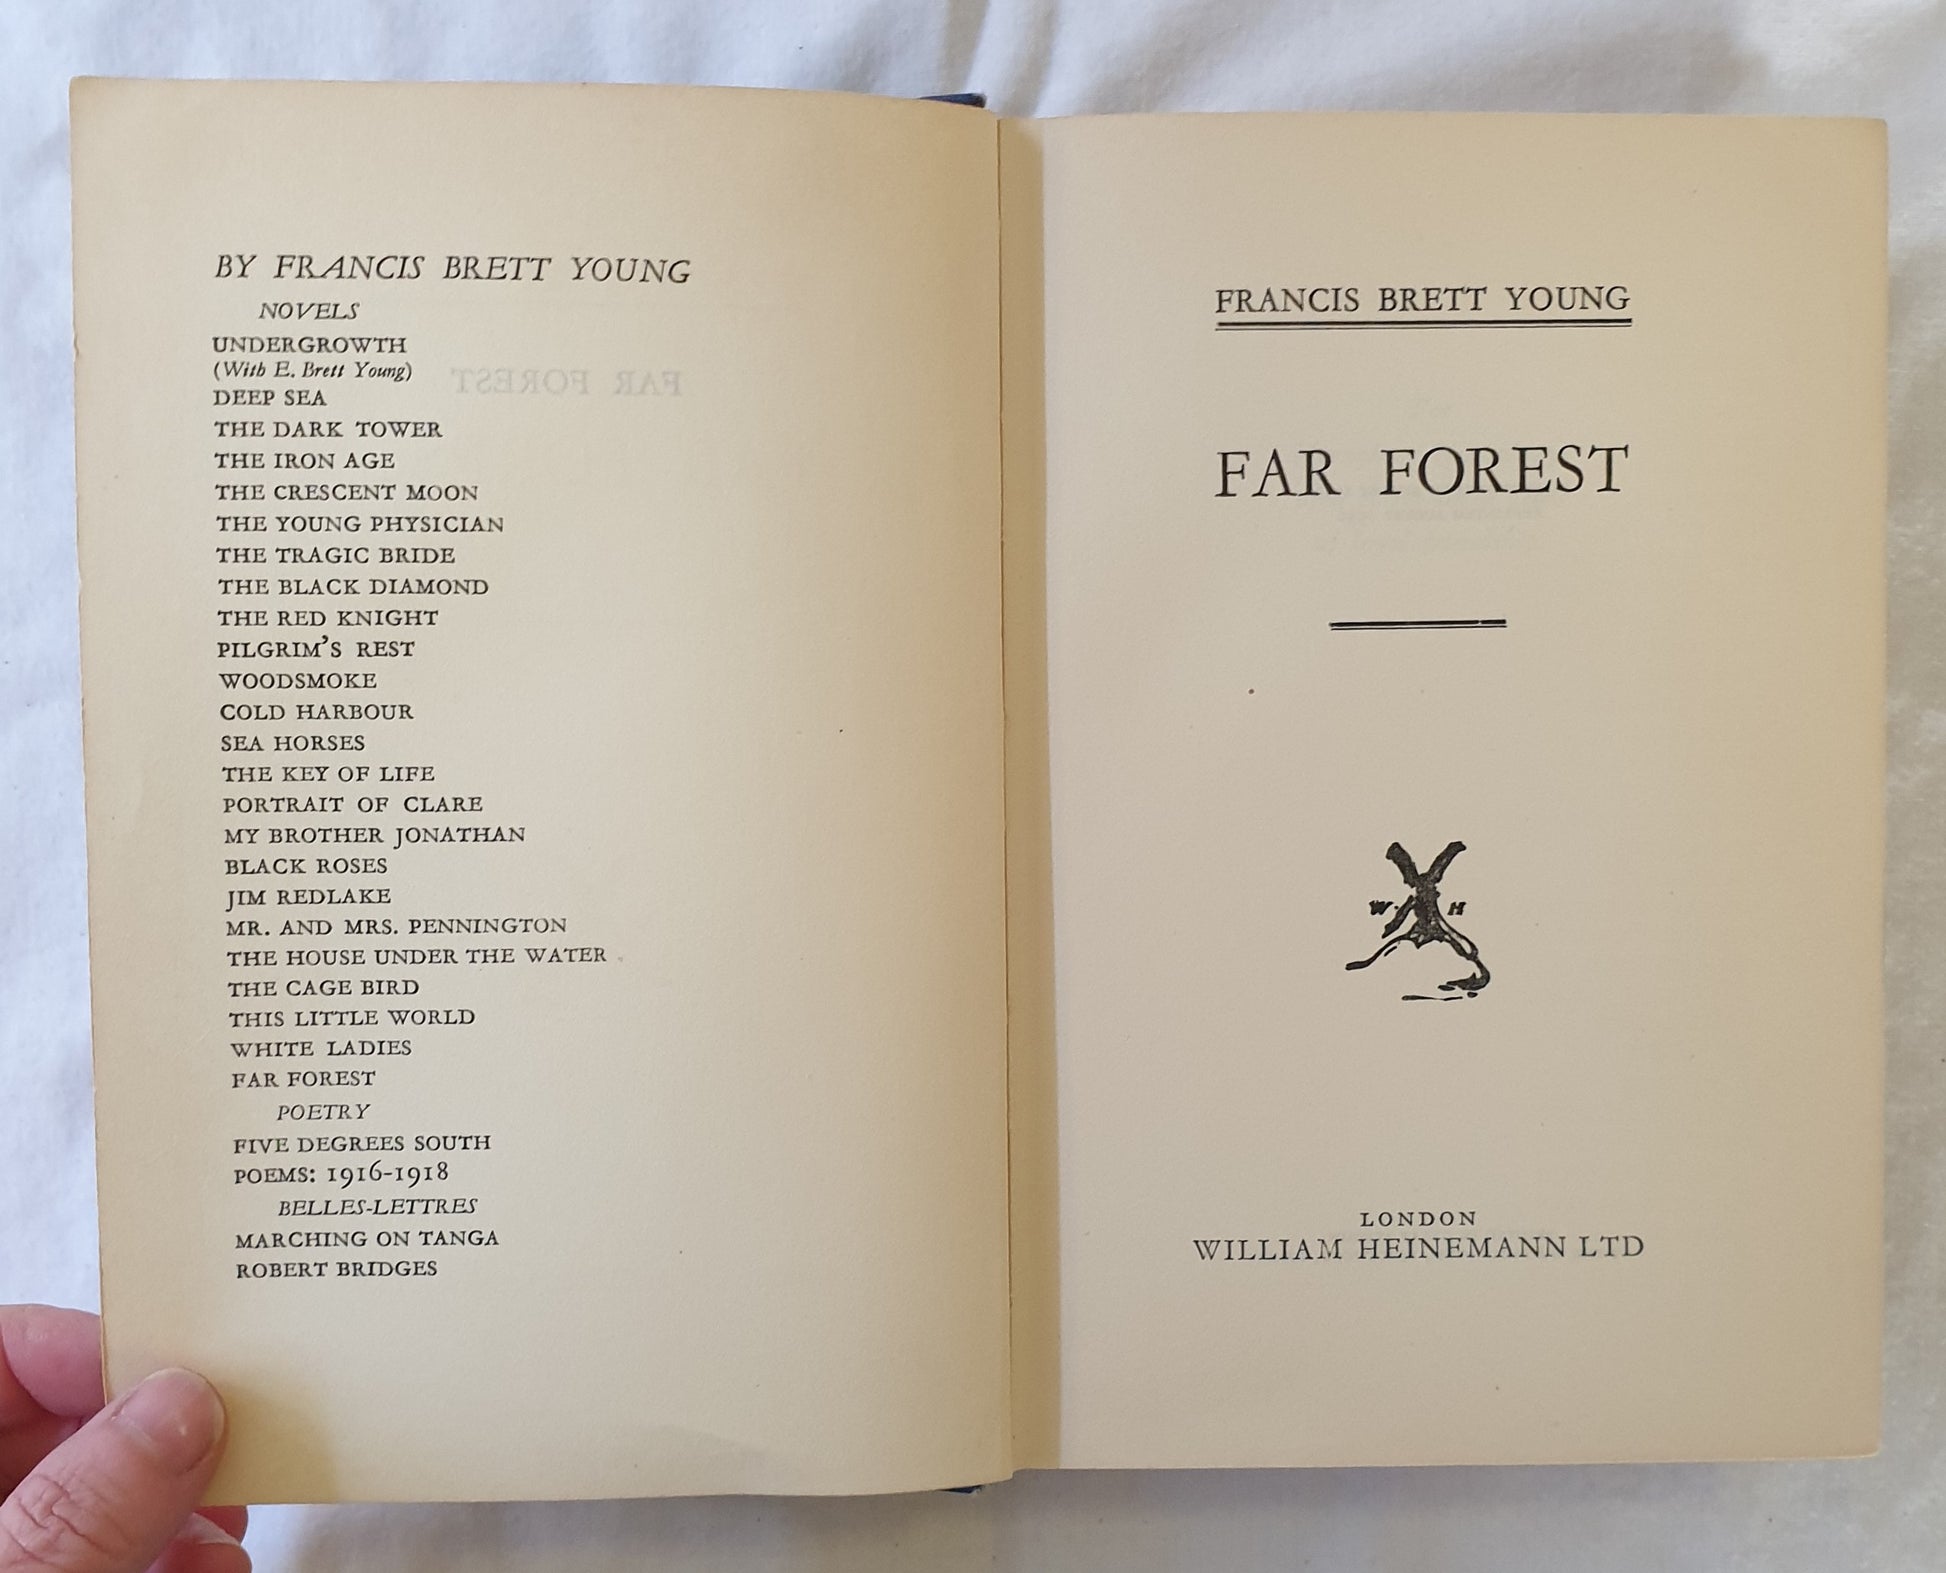 BY FRANCIS BRETT YOUNG
NOVELS
UNDERGROWTH
(With E. Brett Young)
DEEP SEA
THE DARK TOWER
THE IRON AGE
THE CRESCENT MOON
THE YOUNG PHYSICIAN
THE TRAGIC BRIDE
THE BLACK DIAMOND
THE RED KNIGHT
PILGRIM'S REST
WOODSMOKE
COLD HARBOUR
SEA HORSES
THE KEY OF LIFE
PORTRAIT OF CLARE
MY BROTHER JONATHAN
BLACK ROSES
JIM REDLAKE
MR. AND MRS. PENNINGTON
THE HOUSE UNDER THE WATER
THE CAGE BIRD
THIS LITTLE WORLD
WHITE LADIES
FAR FOREST
POETRY
FIVE DEGREES SOUTH
POEMS: 1916-1918
BELLES-LETTRES
MARCHING ON TANGA
ROBERT BRIDGES
FAR FOREST
FRANCIS BRETT YOUNG
FAR FOREST
W H
LONDON
WILLIAM HEINEMANN LTD